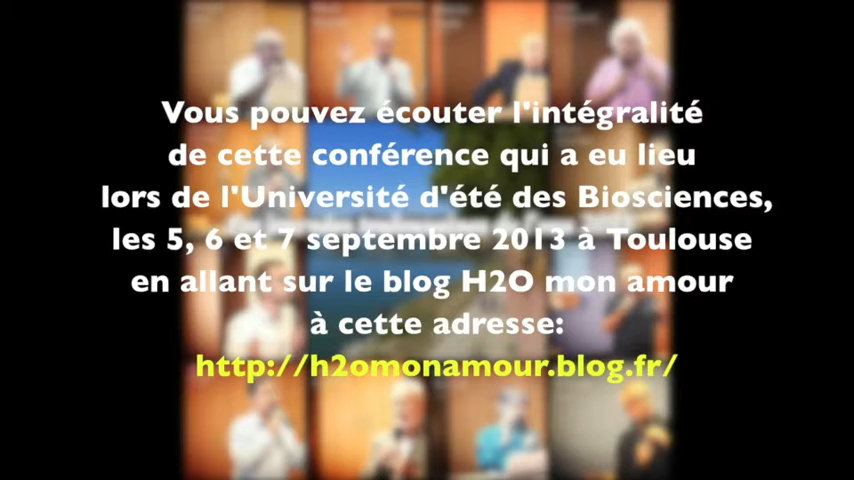 Vous pouvez écouter l'intégralité
de cette conférence qui a eu lieu
lors de l'Université d'été des Biosciences,
les 5, 6 et 7 septembre 2013 à Toulouse
en allant sur le blog H2O mon amour
à cette adresse:
http://h2omonamour.blog.fr/